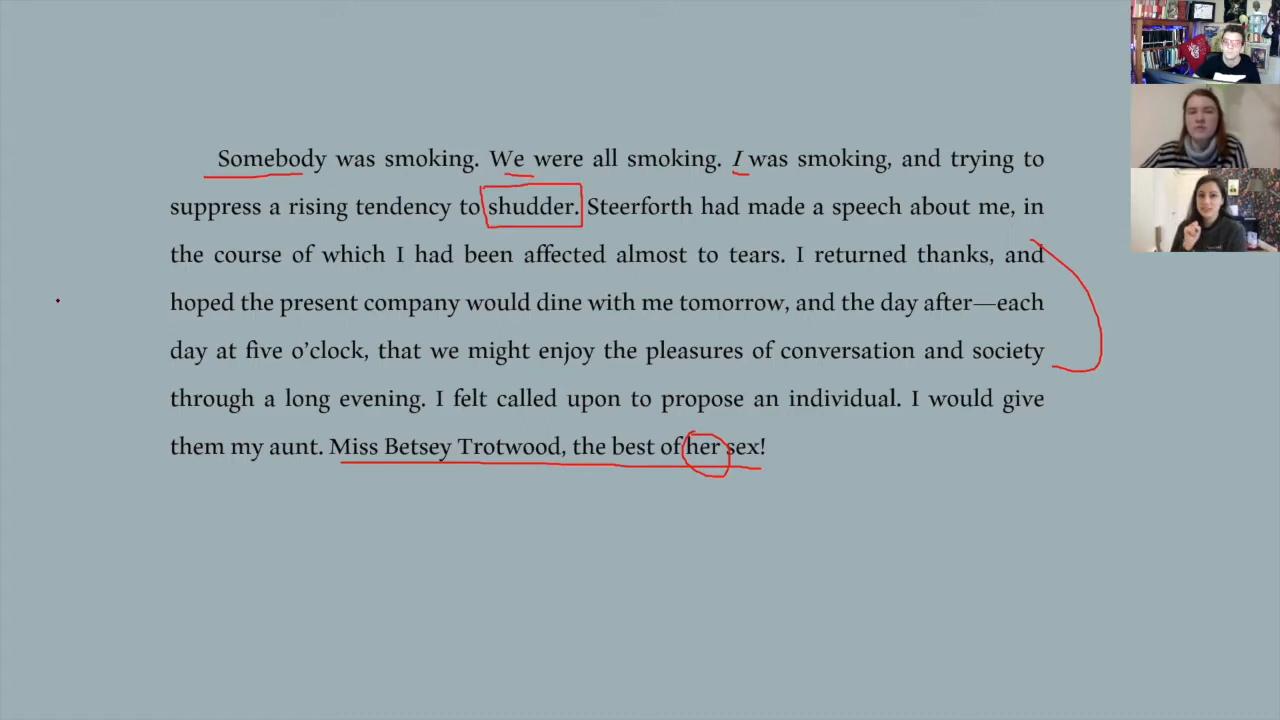 Somebody was smoking. We were all smoking. I was smoking, and trying to
suppress a rising tendency to shudder. Steerforth had made a speech about me, in
the course of which I had been affected almost to tears. I returned thanks, and
hoped the present company would dine with me tomorrow, and the day after—each
day at five o’clock, that we might enjoy the pleasures of conversation and society
through a long evening. I felt called upon to propose an individual. I would give
them my aunt. Miss Betsey Trotwood, the best of her sex!